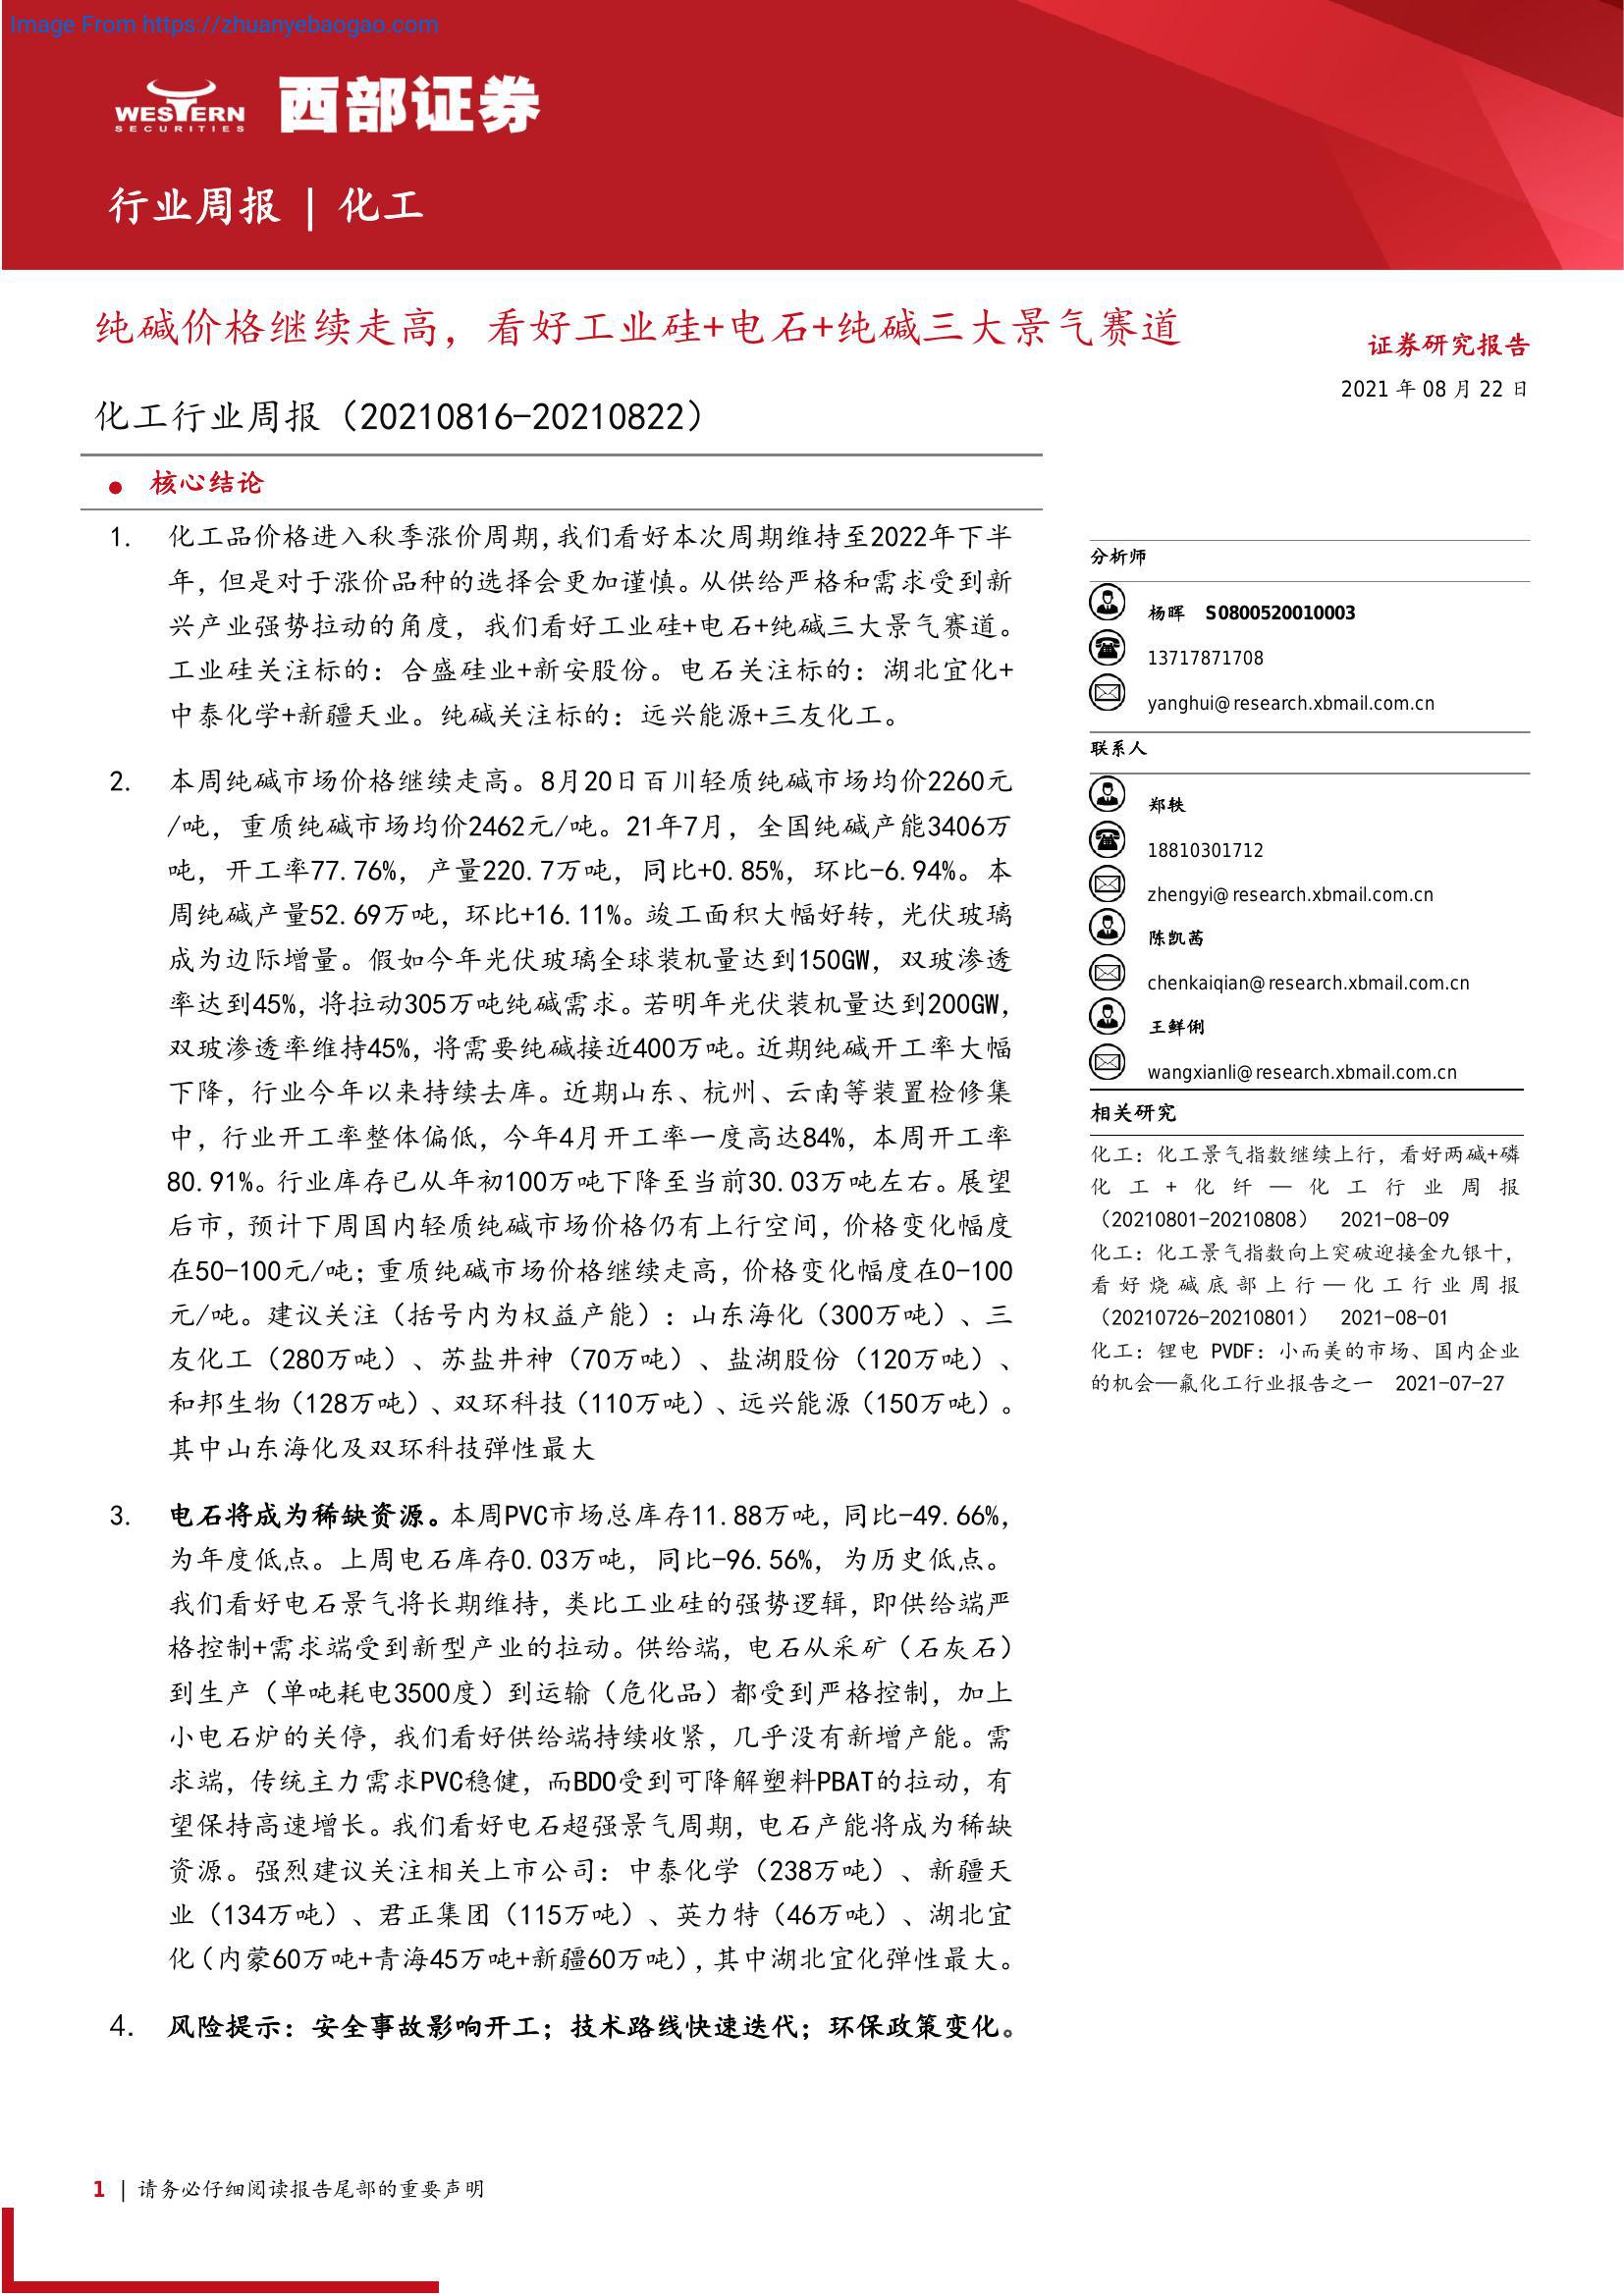 Image From https://zhuanyebaogao.com
WESTERN
SECURITIES
西部证券
行业周报 | 化工
纯碱价格继续走高，看好工业硅+电石+纯碱三大景气赛道
化工行业周报（20210816-20210822）
证券研究报告
2021 年 08 月 22 日
● 核心结论
1. 化工品价格进入秋季涨价周期，我们看好本次周期维持至2022年下半
年，但是对于涨价品种的选择会更加谨慎。从供给严格和需求受到新
兴产业强势拉动的角度，我们看好工业硅+电石+纯碱三大景气赛道。
工业硅关注标的：合盛硅业+新安股份。电石关注标的：湖北宜化+
中泰化学+新疆天业。纯碱关注标的：远兴能源+三友化工。
2. 本周纯碱市场价格继续走高。8月20日百川轻质纯碱市场均价2260元
/吨，重质纯碱市场均价2462元/吨。21年7月，全国纯碱产能3406万
吨，开工率77.76%，产量220.7万吨，同比+0.85%，环比-6.94%。本
周纯碱产量52.69万吨，环比+16.11%。竣工面积大幅好转，光伏玻璃
成为边际增量。假如今年光伏玻璃全球装机量达到150GW，双玻渗透
率达到45%，将拉动305万吨纯碱需求。若明年光伏装机量达到200GW，
双玻渗透率维持45%，将需要纯碱接近400万吨。近期纯碱开工率大幅
下降，行业今年以来持续去库。近期山东、杭州、云南等装置检修集
中，行业开工率整体偏低，今年4月开工率一度高达84%，本周开工率
80.91%。行业库存已从年初100万吨下降至当前30.03万吨左右。展望
后市，预计下周国内轻质纯碱市场价格仍有上行空间，价格变化幅度
在50-100元/吨；重质纯碱市场价格继续走高，价格变化幅度在0-100
元/吨。建议关注（括号内为权益产能）：山东海化（300万吨）、三
友化工（280万吨）、苏盐井神（70万吨）、盐湖股份（120万吨）、
和邦生物（128万吨）、双环科技（110万吨）、远兴能源（150万吨）。
其中山东海化及双环科技弹性最大
3. 电石将成为稀缺资源。本周PVC市场总库存11.88万吨，同比-49.66%，
为年度低点。上周电石库存0.03万吨，同比-96.56%，为历史低点。
我们看好电石景气将长期维持，类比工业硅的强势逻辑，即供给端严
格控制+需求端受到新型产业的拉动。供给端，电石从采矿（石灰石）
到生产（单吨耗电3500度）到运输（危化品）都受到严格控制，加上
小电石炉的关停，我们看好供给端持续收紧，几乎没有新增产能。需
求端，传统主力需求PVC稳健，而BDO受到可降解塑料PBAT的拉动，有
望保持高速增长。我们看好电石超强景气周期，电石产能将成为稀缺
资源。强烈建议关注相关上市公司：中泰化学（238万吨）、新疆天
业（134万吨）、君正集团（115万吨）、英力特（46万吨）、湖北宜
化（内蒙60万吨+青海45万吨+新疆60万吨），其中湖北宜化弹性最大。
4. 风险提示：安全事故影响开工；技术路线快速迭代；环保政策变化。
分析师
杨晖 S0800520010003
13717871708
yanghui@research.xbmail.com.cn
联系人
郑轶
18810301712
zhengyi@research.xbmail.com.cn
陈凯茜
chenkaiqian@research.xbmail.com.cn
王鲜俐
wangxianli@research.xbmail.com.cn
相关研究
化工：化工景气指数继续上行，看好两碱+磷
化工+化纤—化工行业周报
（20210801-20210808） 2021-08-09
化工：化工景气指数向上突破迎接金九银十，
看好烧碱底部上行—化工行业周报
（20210726-20210801） 2021-08-01
化工：锂电 PVDF：小而美的市场、国内企业
的机会—氟化工行业报告之一 2021-07-27
1 | 请务必仔细阅读报告尾部的重要声明